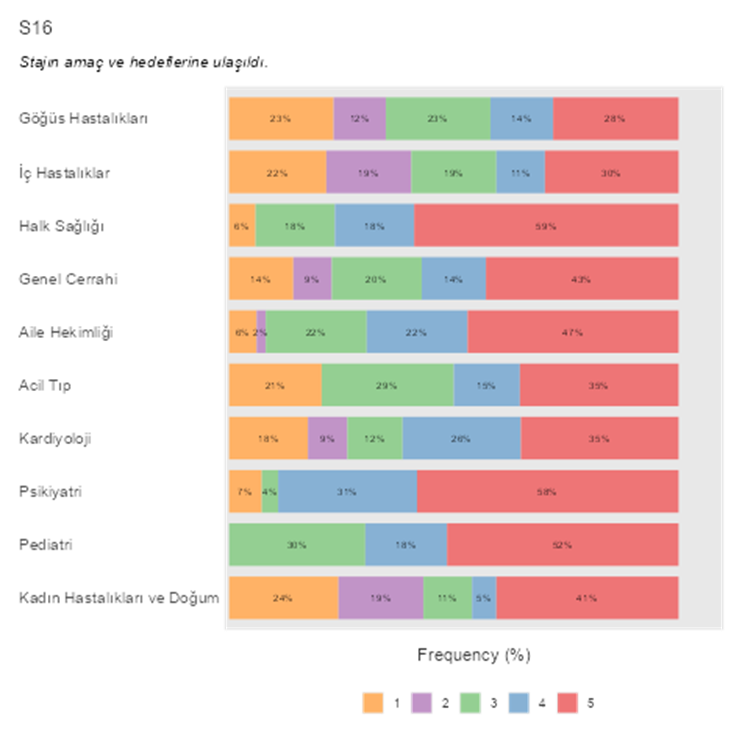 S16
Stajın amaç ve hedeflerine ulaşıldı.
Göğüs Hastalıkları 23% 12% 23% 14% 28%
İç Hastalıklar 22% 19% 19% 11% 30%
Halk Sağlığı 6% 18% 18% 59%
Genel Cerrahi 14% 9% 20% 14% 43%
Aile Hekimliği 6% 2% 22% 22% 47%
Acil Tıp 21% 29% 15% 35%
Kardiyoloji 18% 9% 12% 26% 35%
Psikiyatri 7% 4% 31% 58%
Pediatri 30% 18% 52%
Kadın Hastalıkları ve Doğum 24% 19% 11% 5% 41%
Frequency (%)
1 2 3 4 5